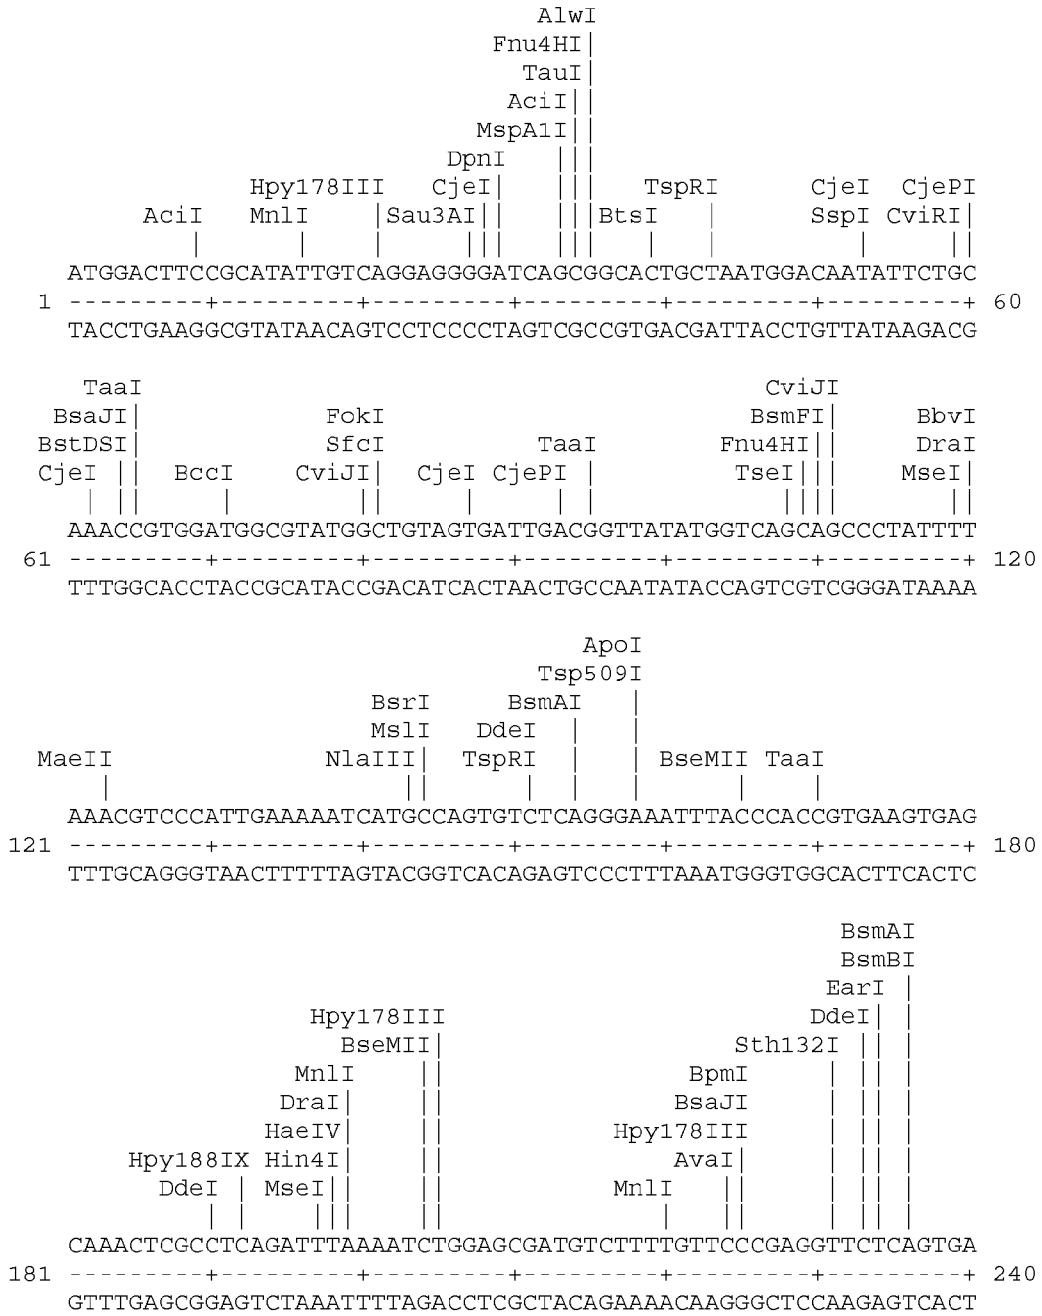 AlwI
Fnu4HI
TauI
AciI
MspA1I
DpnI
Hpy178III CjeI TspRI CjeI CjePI
AciI MnlI Sau3AI BtsI SspI CviRI
ATGGACTTCCGCATATTGTCAGGAGGGGATCAGCGGCACTGCTAATGGACAATATTCTGC
1 ---------+---------+---------+---------+---------+---------+ 60
TACCTGAAGGCGTATAACAGTCCTCCCCTAGTCGCCGTGACGATTACCTGTTATAAGACG
TaaI CviJI
BsaJI FokI BsmFI BbvI
BstDSI SfcI TaaI Fnu4HI DraI
CjeI BccI CviJI CjeI CjePI TseI MseI
AAACCGTGGATGGCGTATGGCTGTAGTGATTGACGGTTATATGGTCAGCAGCCCTATTTT
61 ---------+---------+---------+---------+---------+---------+ 120
TTTGGCACCTACCGCATACCGACATCACTAACTGCCAATATACCAGTCGTCGGGATAAAA
ApoI
Tsp509I
BsrI BsmAI
MslI DdeI
MaeII NlaIII TspRI BseMII TaaI
AAACGTCCCATTGAAAAATCATGCCAGTGTCTCAGGGAAATTTACCCACCGTGAAGTGAG
121 ---------+---------+---------+---------+---------+---------+ 180
TTTGCAGGGTAACTTTTTAGTACGGTCACAGAGTCCCTTTAAATGGGTGGCACTTCACTC
BsmAI
BsmBI
EarI
Hpy178III DdeI
BseMII Sth132I
MnlI BpmI
DraI BsaJI
HaeIV Hpy178III
Hpy188IX Hin4I AvaI
DdeI MseI MnlI
CAAACTCGCCTCAGATTTAAAATCTGGAGCGATGTCTTTTGTTCCCGAGGTTCTCAGTGA
181 ---------+---------+---------+---------+---------+---------+ 240
GTTTGAGCGGAGTCTAAATTTTAGACCTCGCTACAGAAAACAAGGGCTCCAAGAGTCACT